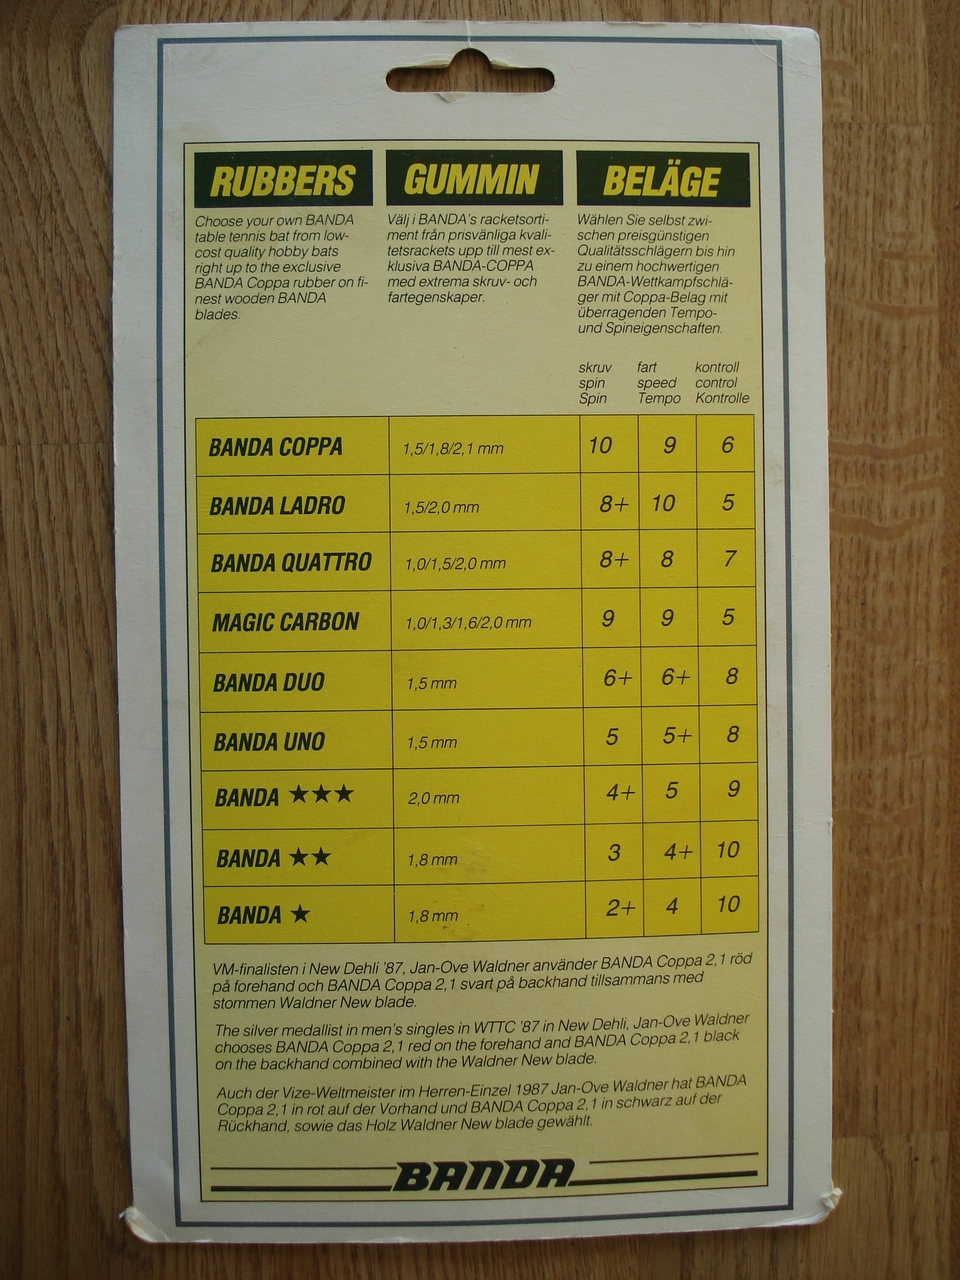 RUBBERS
Choose your own BANDA
table tennis bat from low-
cost quality hobby bats
right up to the exclusive
BANDA Coppa rubber on fi-
nest wooden BANDA
blades.
GUMMIN
Välj i BANDA's racketsorti-
ment från prisvänliga kvali-
tetsrackets upp till mest ex-
klusiva BANDA-COPPA
med extrema skruv- och
fartegenskaper.
BELÄGE
Wählen Sie selbst zwi-
schen preisgünstigen
Qualitätsschlägern bis hin
zu einem hochwertigen
BANDA-Wettkampfschlä-
ger mit Coppa-Belag mit
überragenden Tempo-
und Spineigenschaften.
skruv fart kontroll
spin speed control
Spin Tempo Kontrolle
BANDA COPPA 1,5/1,8/2,1 mm 10 9 6
BANDA LADRO 1,5/2,0 mm 8+ 10 5
BANDA QUATTRO 1,0/1,5/2,0 mm 8+ 8 7
MAGIC CARBON 1,0/1,3/1,6/2,0 mm 9 9 5
BANDA DUO 1,5 mm 6+ 6+ 8
BANDA UNO 1,5 mm 5 5+ 8
BANDA ★★★ 2,0 mm 4+ 5 9
BANDA ★★ 1,8 mm 3 4+ 10
BANDA ★ 1,8 mm 2+ 4 10
VM-finalisten i New Dehli '87, Jan-Ove Waldner använder BANDA Coppa 2,1 röd
på forehand och BANDA Coppa 2,1 svart på backhand tillsammans med
stommen Waldner New blade.
The silver medallist in men's singles in WTTC '87 in New Dehli, Jan-Ove Waldner
chooses BANDA Coppa 2,1 red on the forehand and BANDA Coppa 2,1 black
on the backhand combined with the Waldner New blade.
Auch der Vize-Weltmeister im Herren-Einzel 1987 Jan-Ove Waldner hat BANDA
Coppa 2,1 in rot auf der Vorhand und BANDA Coppa 2,1 in schwarz auf der
Rückhand, sowie das Holz Waldner New blade gewählt.
BANDA